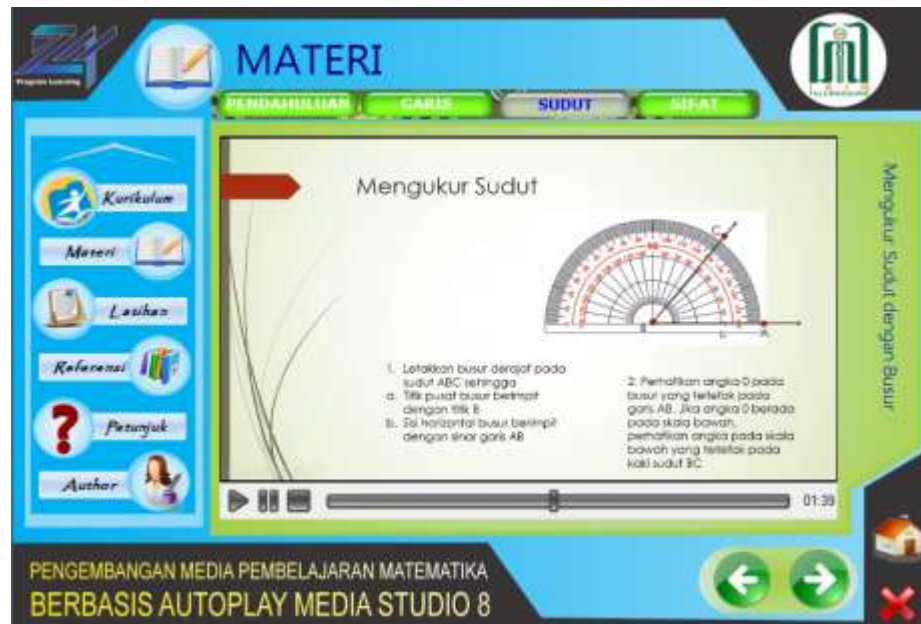 Program Learning
MATERI
PENDAHULUAN
GARIS
SUDUT
SIFAT
Kurikulum
Materi
Latihan
Referensi
Petunjuk
Author
Mengukur Sudut
C
B
A
1. Letakkan busur derajat pada
sudut ABC sehingga
a. Titik pusat busur berimpit
dengan titik B
b. Sisi horizontal busur berimpit
dengan sinar garis AB
2. Perhatikan angka 0 pada
busur yang terletak pada
garis AB. Jika angka 0 berada
pada skala bawah,
perhatikan angka pada skala
bawah yang terletak pada
kaki sudut BC
01:39
Mengukur Sudut dengan Busur
PENGEMBANGAN MEDIA PEMBELAJARAN MATEMATIKA
BERBASIS AUTOPLAY MEDIA STUDIO 8